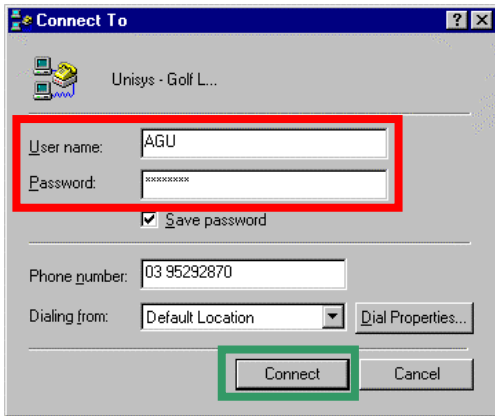 Connect To
Unisys - Golf L...
User name: AGU
Password: ********
Save password
Phone number: 03 95292870
Dialing from: Default Location Dial Properties...
Connect Cancel